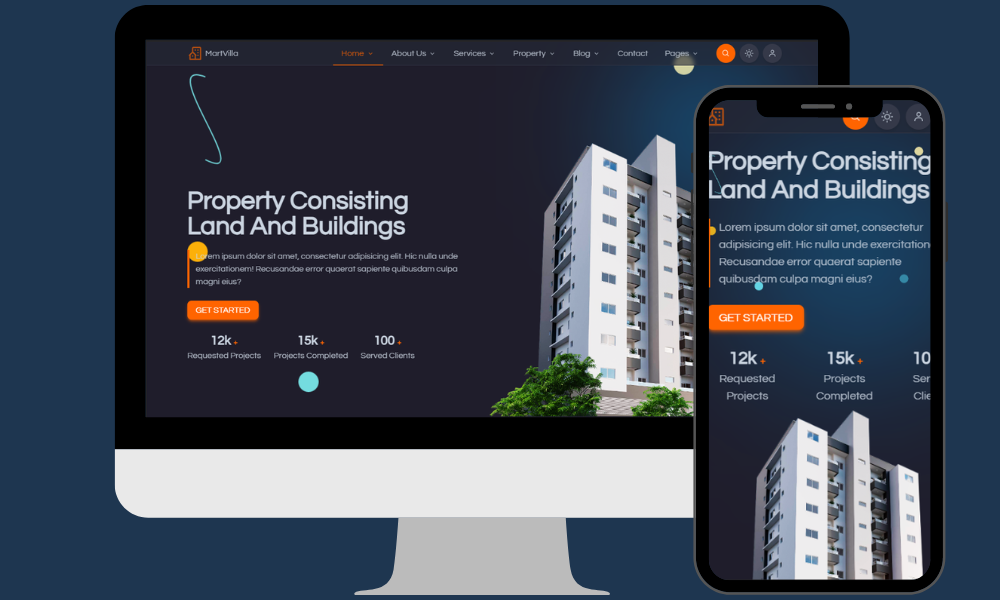 MartVilla
Home
About Us
Services
Property
Blog
Contact
Pages
Property Consisting
Land And Buildings
Lorem ipsum dolor sit amet, consectetur adipisicing elit. Hic nulla unde
exercitationem! Recusandae error quaerat sapiente quibusdam culpa
magni eius?
GET STARTED
12k +
Requested Projects
15k +
Projects Completed
100 +
Served Clients
Property Consisting
Land And Buildings
Lorem ipsum dolor sit amet, consectetur
adipisicing elit. Hic nulla unde exercitation
Recusandae error quaerat sapiente
quibusdam culpa magni eius?
GET STARTED
12k +
Requested
Projects
15k +
Projects
Completed
10
Ser
Clie